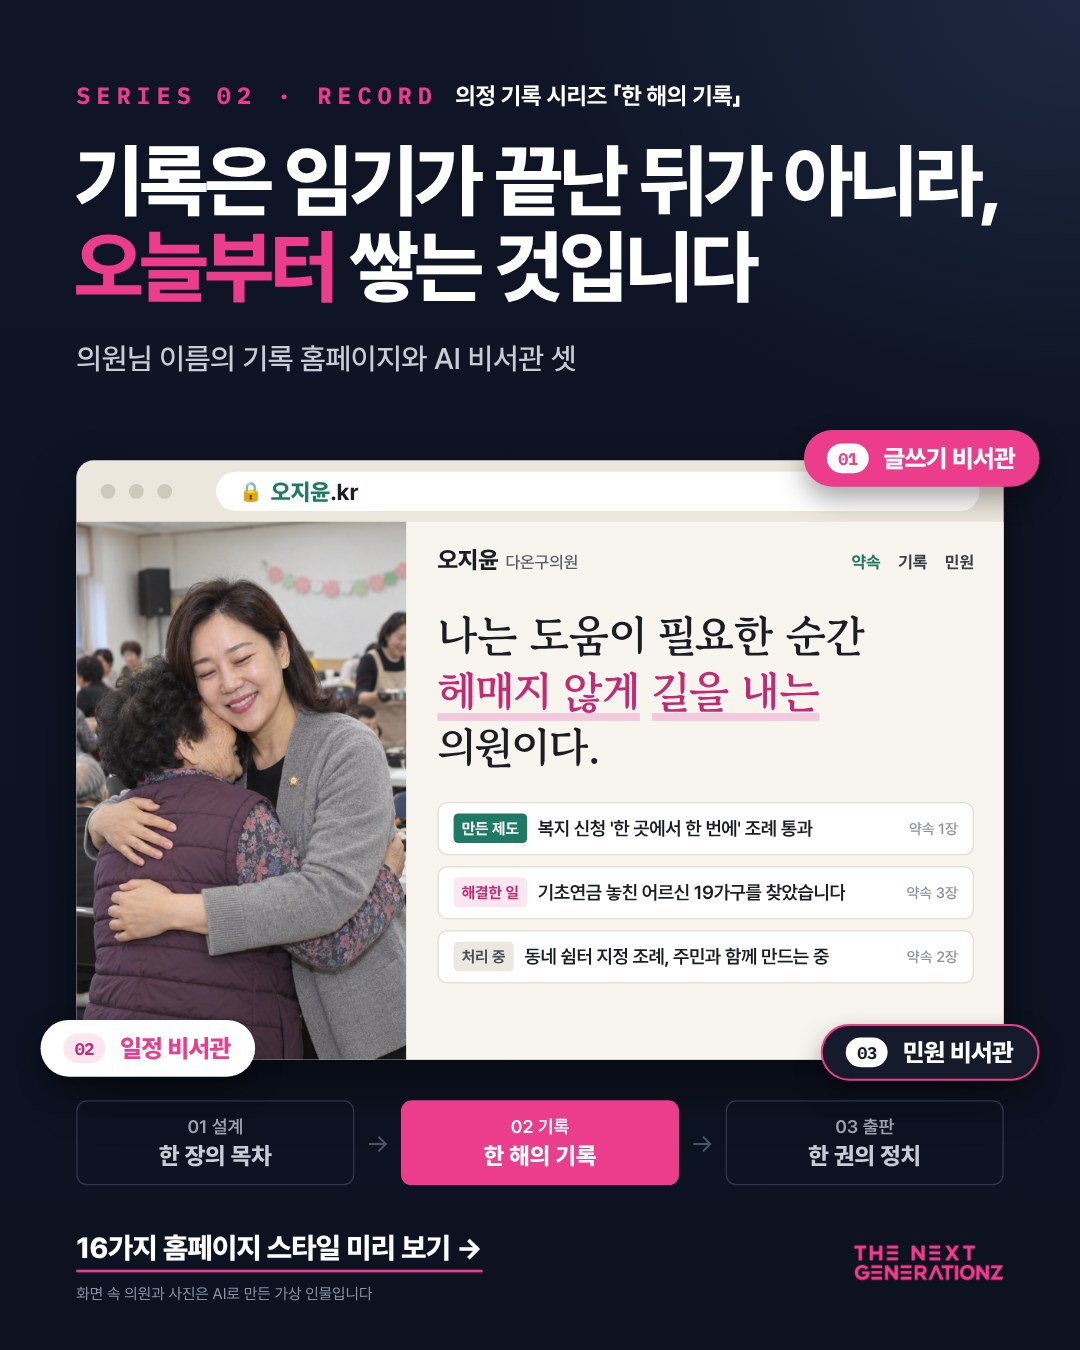 SERIES 02 · RECORD 의정 기록 시리즈 「한 해의 기록」
기록은 임기가 끝난 뒤가 아니라,
오늘부터 쌓는 것입니다
의원님 이름의 기록 홈페이지와 AI 비서관 셋
01 글쓰기 비서관
오지윤.kr
오지윤 다온구의원
약속 기록 민원
나는 도움이 필요한 순간
헤매지 않게 길을 내는
의원이다.
만든 제도 복지 신청 '한 곳에서 한 번에' 조례 통과 약속 1장
해결한 일 기초연금 놓친 어르신 19가구를 찾았습니다 약속 3장
처리 중 동네 쉼터 지정 조례, 주민과 함께 만드는 중 약속 2장
02 일정 비서관
03 민원 비서관
01 설계
한 장의 목차
→
02 기록
한 해의 기록
→
03 출판
한 권의 정치
16가지 홈페이지 스타일 미리 보기 →
화면 속 의원과 사진은 AI로 만든 가상 인물입니다
THE NEXT
GENERATIONZ